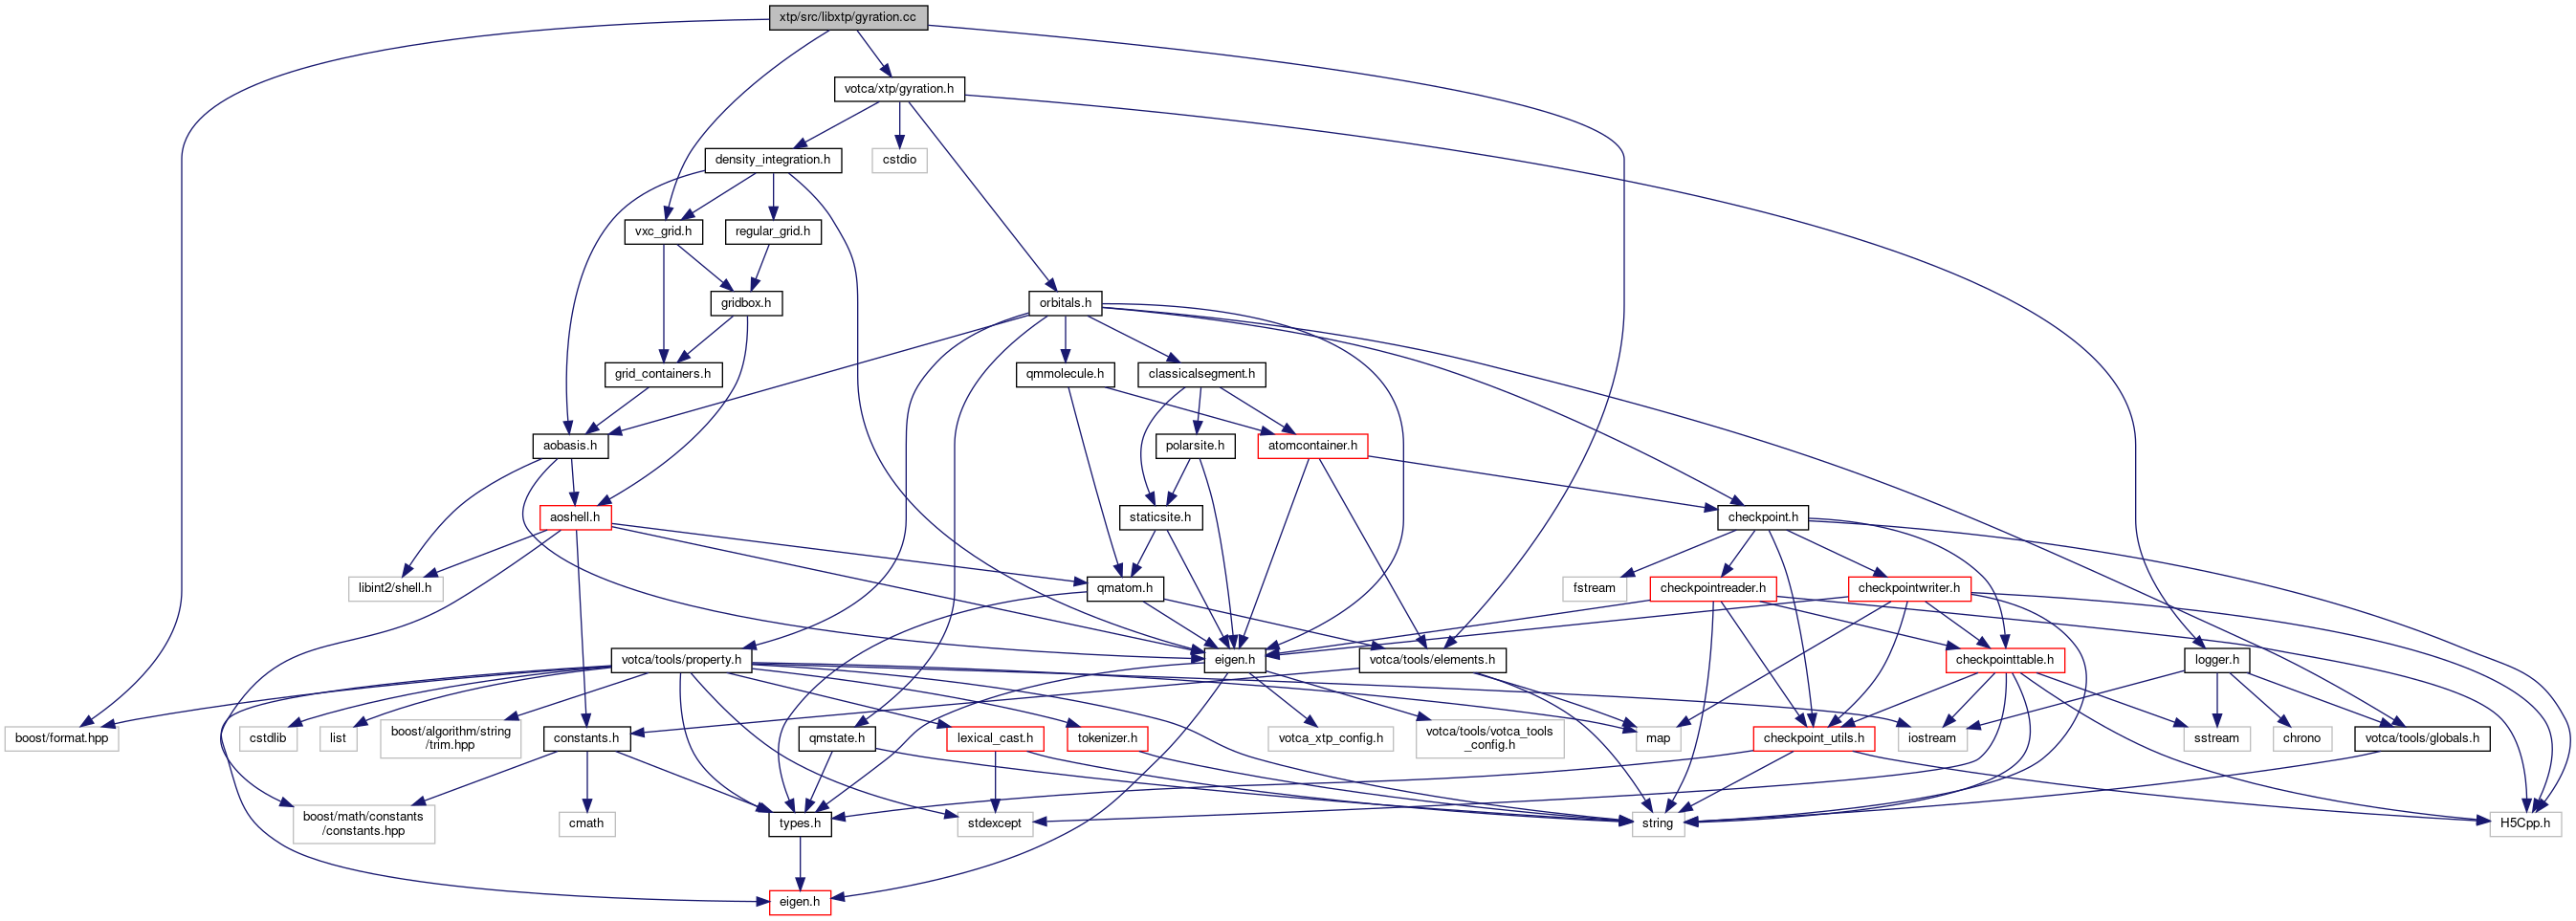 xtp/src/libxtp/gyration.cc
votca/xtp/gyration.h
density_integration.h
cstdio
vxc_grid.h
regular_grid.h
gridbox.h
orbitals.h
grid_containers.h
qmmolecule.h
classicalsegment.h
aobasis.h
polarsite.h
atomcontainer.h
aoshell.h
staticsite.h
checkpoint.h
libint2/shell.h
qmatom.h
fstream
checkpointreader.h
checkpointwriter.h
votca/tools/property.h
eigen.h
votca/tools/elements.h
checkpointtable.h
logger.h
boost/format.hpp
cstdlib
list
boost/algorithm/string
/trim.hpp
constants.h
qmstate.h
lexical_cast.h
tokenizer.h
votca_xtp_config.h
votca/tools/votca_tools
_config.h
map
checkpoint_utils.h
iostream
sstream
chrono
votca/tools/globals.h
boost/math/constants
/constants.hpp
cmath
types.h
stdexcept
string
H5Cpp.h
eigen.h